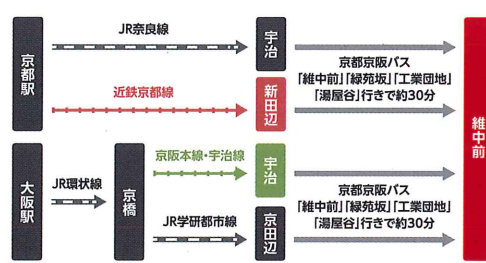 京都駅
JR奈良線
宇治
近鉄京都線
新田辺
京都京阪バス
「維中前」「緑苑坂」「工業団地」
「湯屋谷」行きで約30分
大阪駅
JR環状線
京橋
京阪本線・宇治線
宇治
JR学研都市線
京田辺
京都京阪バス
「維中前」「緑苑坂」「工業団地」
「湯屋谷」行きで約30分
維中前